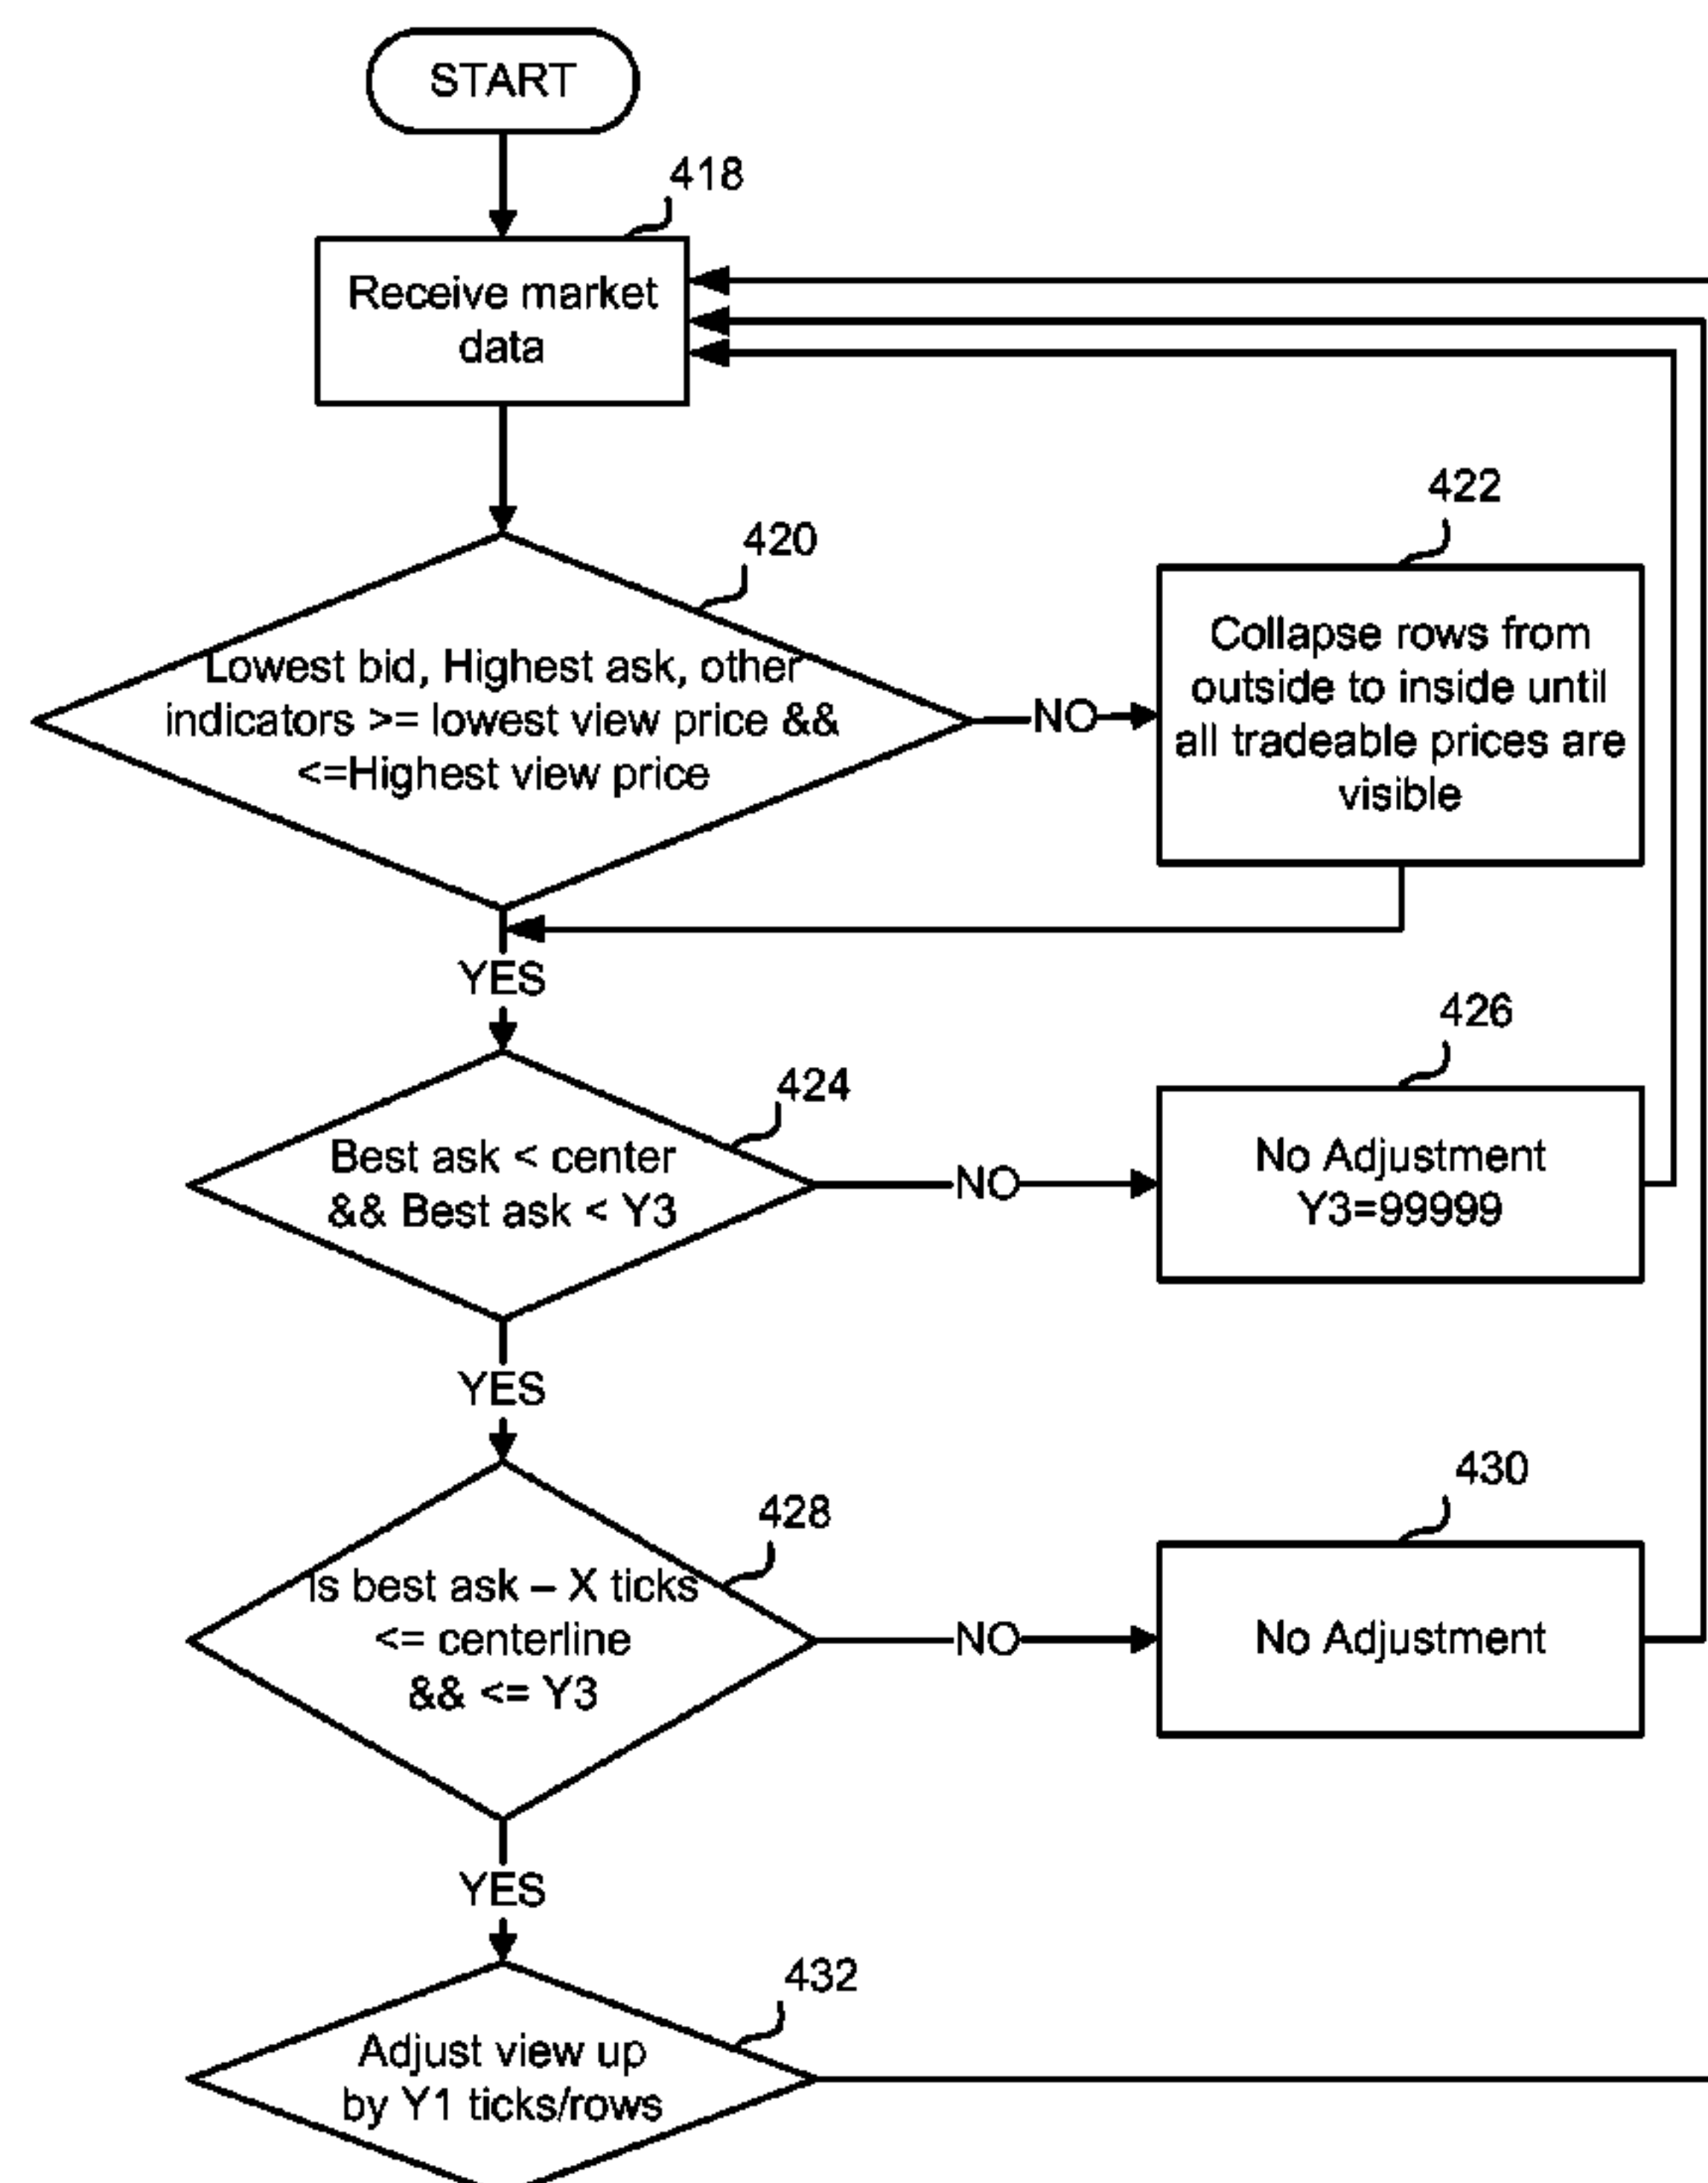 START
418
Receive market
data
420
Lowest bid, Highest ask, other
indicators >= lowest view price &&
<=Highest view price
NO
422
Collapse rows from
outside to inside until
all tradeable prices are
visible
YES
424
Best ask < center
&& Best ask < Y3
NO
426
No Adjustment
Y3=99999
YES
428
Is best ask – X ticks
<= centerline
&& <= Y3
NO
430
No Adjustment
YES
432
Adjust view up
by Y1 ticks/rows